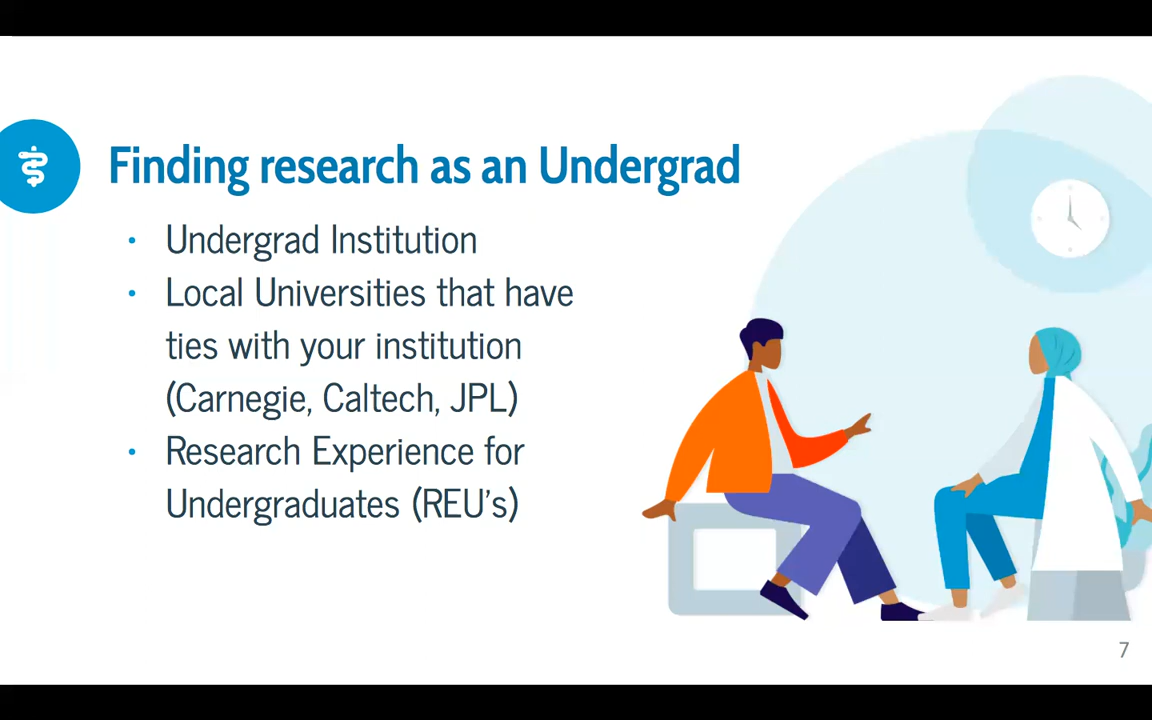 Finding research as an Undergrad
• Undergrad Institution
• Local Universities that have
ties with your institution
(Carnegie, Caltech, JPL)
• Research Experience for
Undergraduates (REU’s)
7